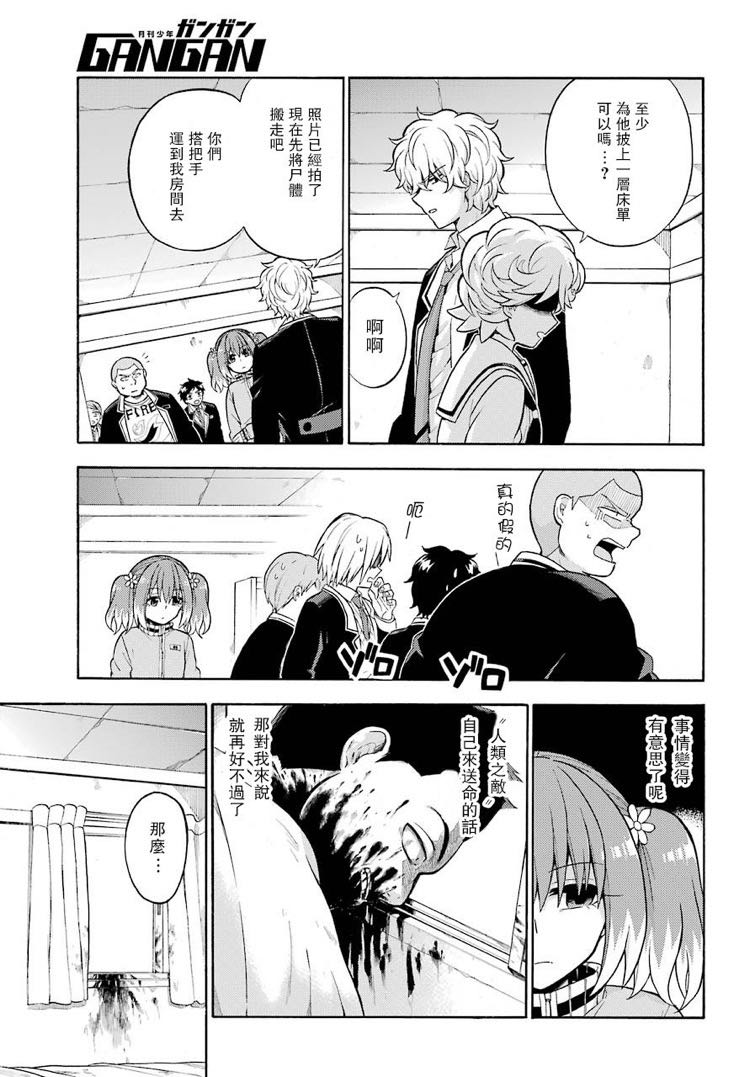 月刊少年
ガンガン
GANGAN
至少
為他披上一層床單
可以嗎…?
啊
啊
照片已經拍了
現在先將尸體
搬走吧
你們
搭把手
運到我房間去
FIRE
真的假的
呃
ゾロ
ゾロ
事情變得
有意思了呢
〝人類之敵〞
自己來送命的話
那對我來說、
就再好不過了
那麼…